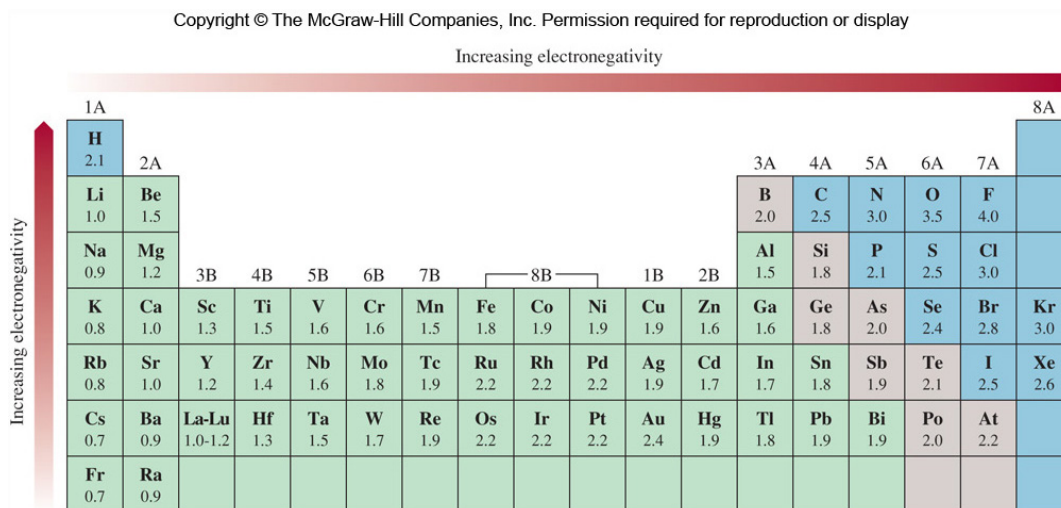 Copyright © The McGraw-Hill Companies, Inc. Permission required for reproduction or display
Increasing electronegativity
1A 8A
H
2.1 2A 3A 4A 5A 6A 7A
Li Be B C N O F
1.0 1.5 2.0 2.5 3.0 3.5 4.0
Na Mg Al Si P S Cl
0.9 1.2 3B 4B 5B 6B 7B 8B 1B 2B 1.5 1.8 2.1 2.5 3.0
K Ca Sc Ti V Cr Mn Fe Co Ni Cu Zn Ga Ge As Se Br Kr
0.8 1.0 1.3 1.5 1.6 1.6 1.5 1.8 1.9 1.9 1.9 1.6 1.6 1.8 2.0 2.4 2.8 3.0
Rb Sr Y Zr Nb Mo Tc Ru Rh Pd Ag Cd In Sn Sb Te I Xe
0.8 1.0 1.2 1.4 1.6 1.8 1.9 2.2 2.2 2.2 1.9 1.7 1.7 1.8 1.9 2.1 2.5 2.6
Cs Ba La-Lu Hf Ta W Re Os Ir Pt Au Hg Tl Pb Bi Po At
0.7 0.9 1.0-1.2 1.3 1.5 1.7 1.9 2.2 2.2 2.2 2.4 1.9 1.8 1.9 1.9 2.0 2.2
Fr Ra
0.7 0.9
Increasing electronegativity